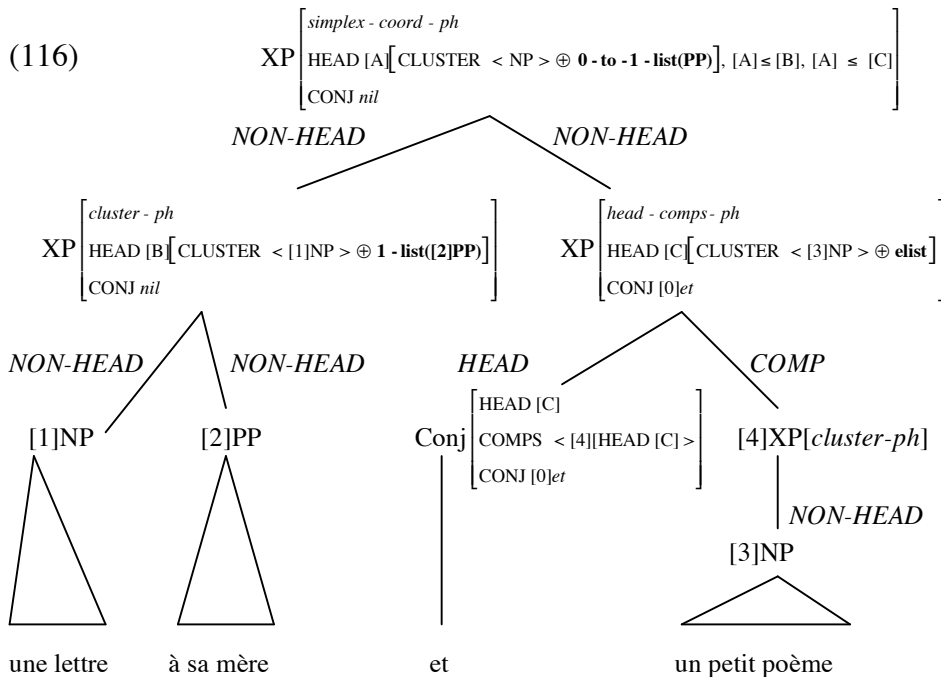 (116)
XP
simplex - coord - ph
HEAD [A][CLUSTER < NP > ⊕ 0 - to - 1 - list(PP)], [A] ≤ [B], [A] ≤ [C]
CONJ nil
NON-HEAD NON-HEAD
XP
cluster - ph
HEAD [B][CLUSTER < [1]NP > ⊕ 1 - list([2]PP)]
CONJ nil
XP
head - comps - ph
HEAD [C][CLUSTER < [3]NP > ⊕ elist]
CONJ [0]et
NON-HEAD NON-HEAD HEAD COMP
[1]NP [2]PP
Conj
HEAD [C]
COMPS < [4][HEAD [C] >
CONJ [0]et
[4]XP[cluster-ph]
NON-HEAD
[3]NP
une lettre à sa mère et un petit poème